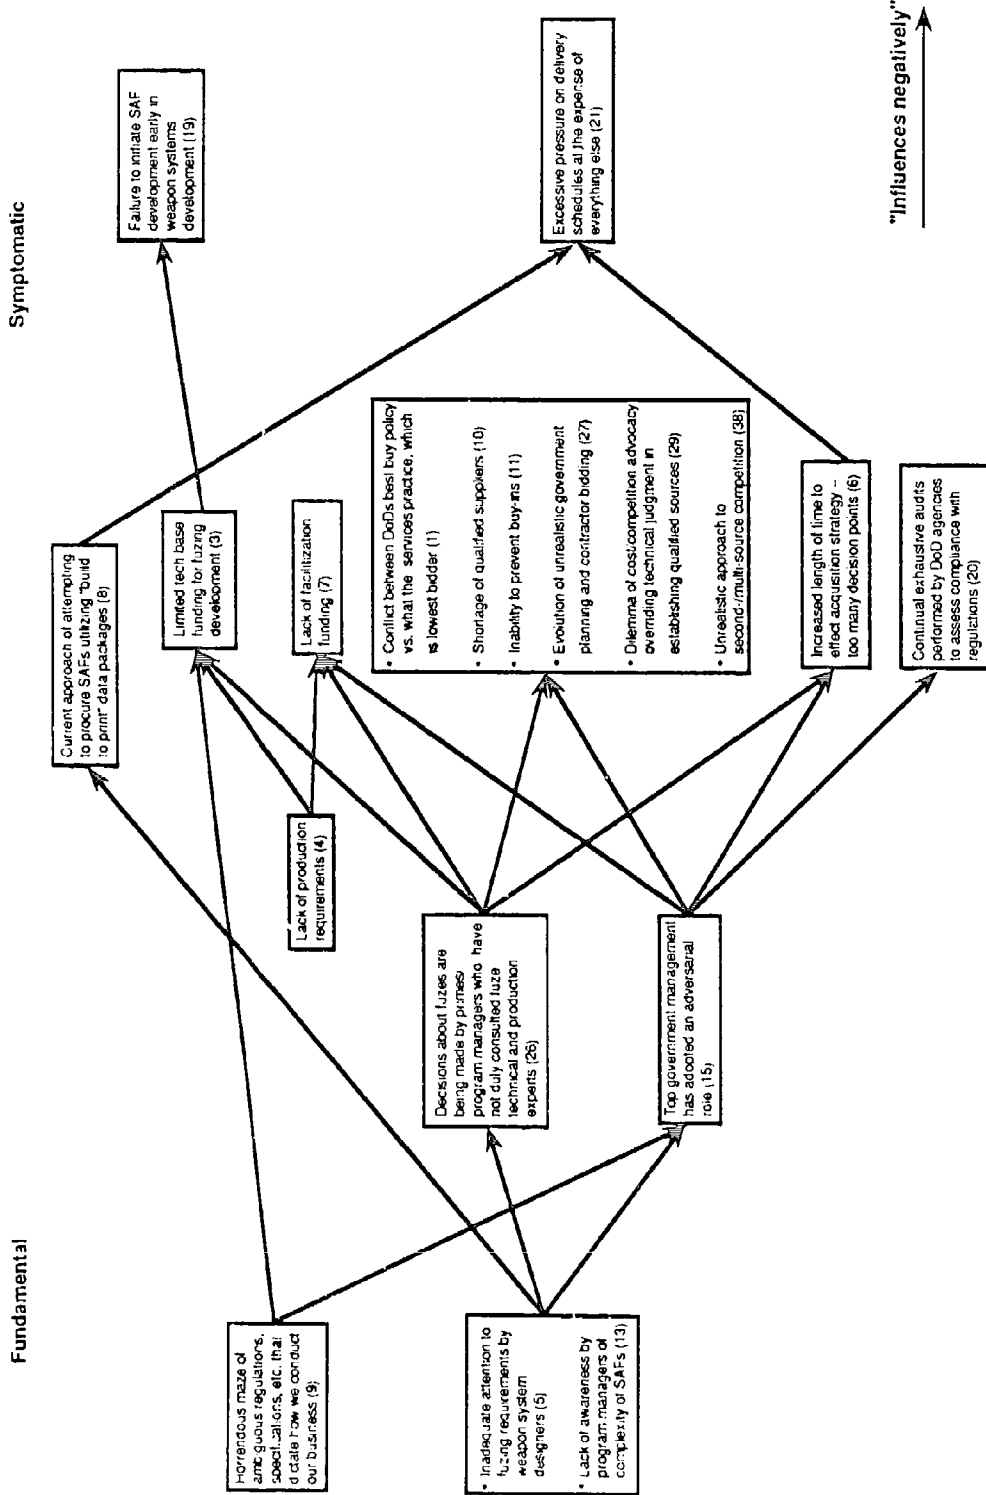 Fundamental
Symptomatic
Horrendous maze of
ambiguous regulations,
specifications, etc. that
dictate how we conduct
our business (9)
• Inadequate attention to
fuzing requirements by
weapon system
designers (5)
• Lack of awareness by
program managers of
complexity of SAFs (13)
Lack of production
requirements (4)
Decisions about fuzes are
being made by primes/
program managers who have
not duly consulted fuze
technical and production
experts (26)
Top government management
has adopted an adversarial
role (15)
Current approach of attempting
to procure SAFs utilizing "build
to print" data packages (8)
Limited tech base
funding for fuzing
development (3)
Lack of facilitization
funding (7)
• Conflict between DoDs best buy policy
vs. what the services practice, which
is lowest bidder (1)
• Shortage of qualified suppliers (10)
• Inability to prevent buy-ins (11)
• Evolution of unrealistic government
planning and contractor bidding (27)
• Dilemma of cost/competition advocacy
overriding technical judgment in
establishing qualified sources (29)
• Unrealistic approach to
second-/multi-source competition (38)
Increased length of time to
effect acquisition strategy –
too many decision points (6)
Continual exhaustive audits
performed by DoD agencies
to assess compliance with
regulations (20)
Failure to initiate SAF
development early in
weapon systems
development (19)
Excessive pressure on delivery
schedules at the expense of
everything else (21)
"Influences negatively"